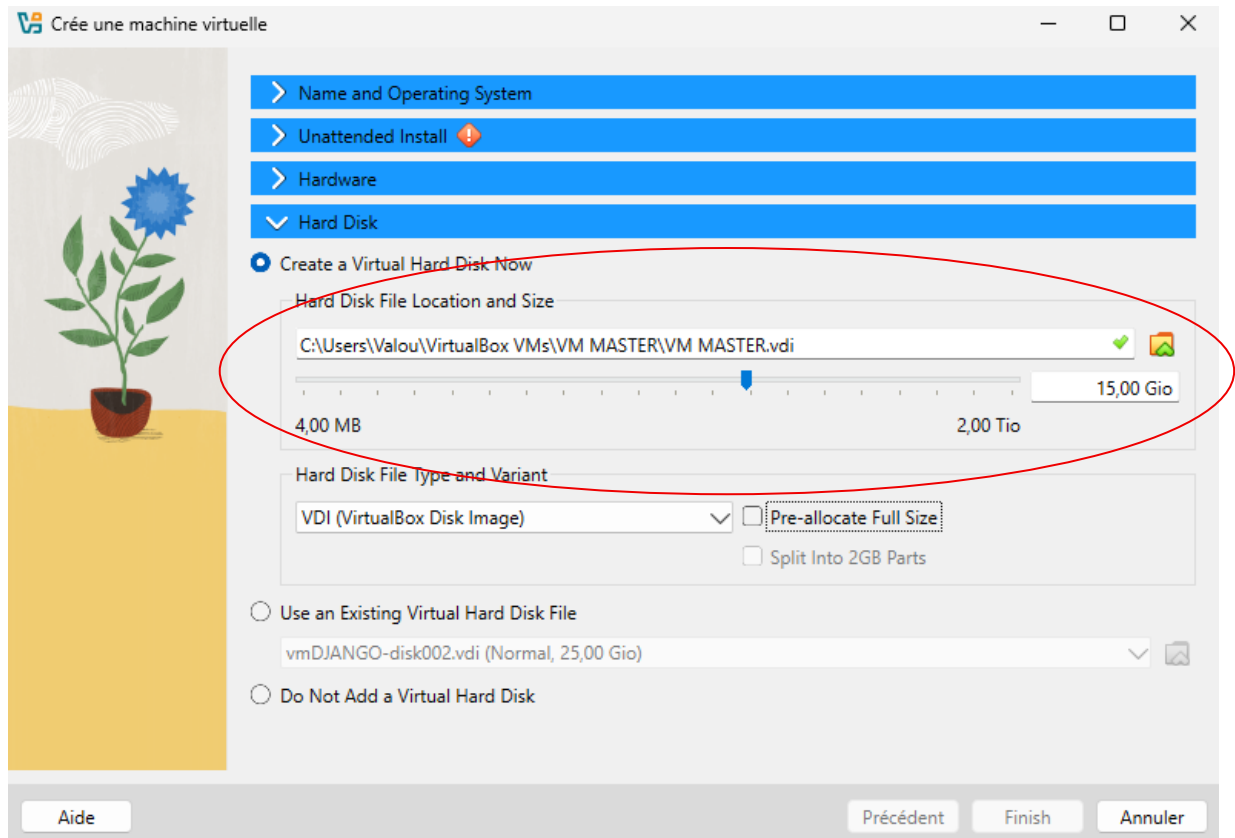 Crée une machine virtuelle
Name and Operating System
Unattended Install
Hardware
Hard Disk
Create a Virtual Hard Disk Now
Hard Disk File Location and Size
C:\Users\Valou\VirtualBox VMs\VM MASTER\VM MASTER.vdi
15,00 Gio
4,00 MB 2,00 Tio
Hard Disk File Type and Variant
VDI (VirtualBox Disk Image) Pre-allocate Full Size
Split Into 2GB Parts
Use an Existing Virtual Hard Disk File
vmDJANGO-disk002.vdi (Normal, 25,00 Gio)
Do Not Add a Virtual Hard Disk
Aide Précédent Finish Annuler